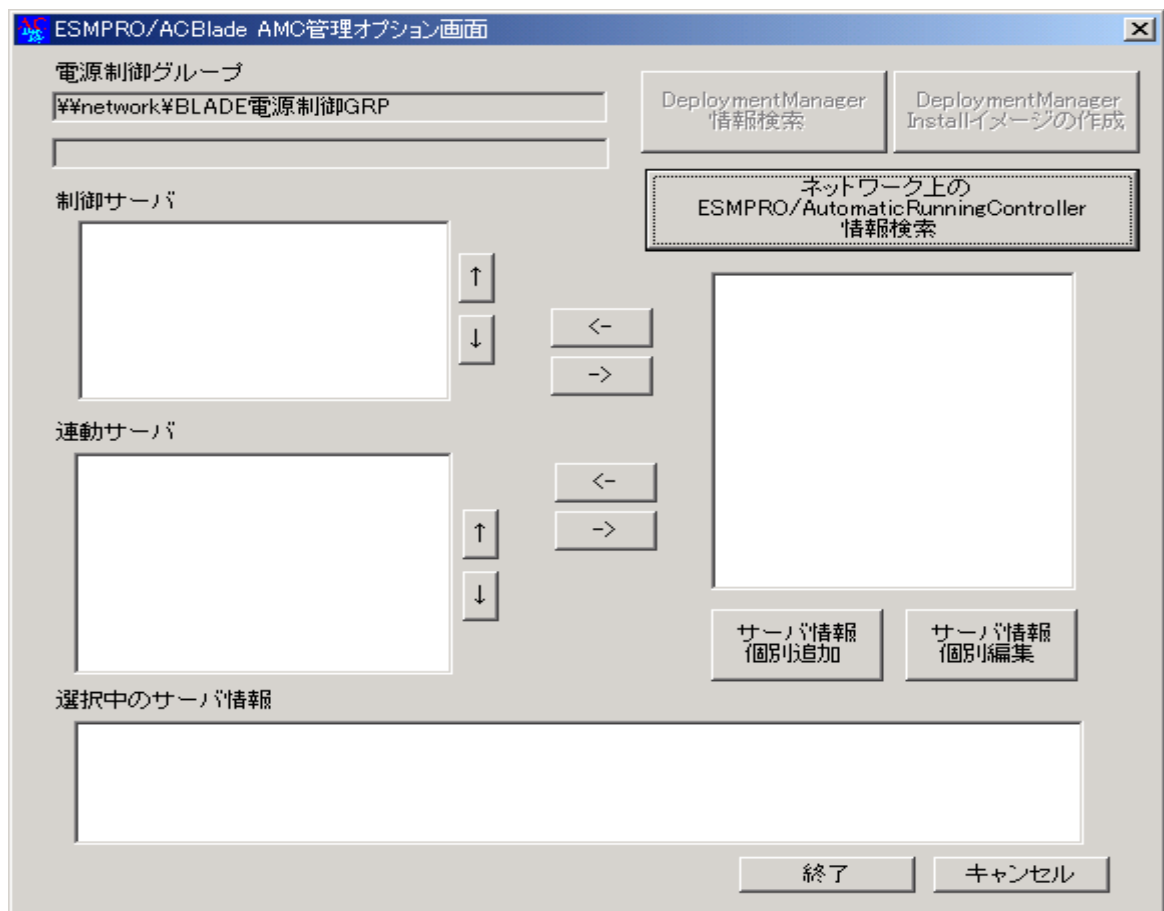 ESMPRO/ACBlade AMC管理オプション画面
電源制御グループ
¥¥network¥BLADE電源制御GRP
DeploymentManager
情報検索
DeploymentManager
Installイメージの作成
ネットワーク上の
ESMPRO/AutomaticRunningController
情報検索
制御サーバ
↑
↓
<-
->
連動サーバ
↑
↓
<-
->
サーバ情報
個別追加
サーバ情報
個別編集
選択中のサーバ情報
終了
キャンセル